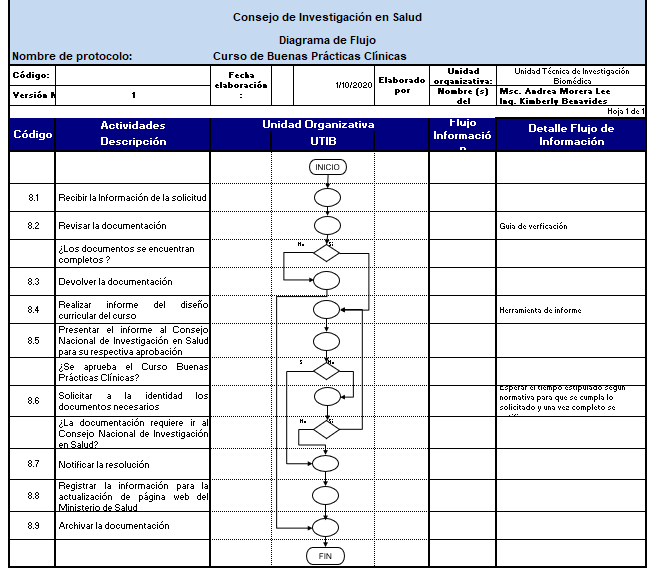 Consejo de Investigación en Salud
Diagrama de Flujo
Nombre de protocolo: Curso de Buenas Prácticas Clínicas
Código:
Fecha elaboración :
1/10/2020
Elaborado por
Unidad organizativa:
Unidad Técnica de Investigación Biomédica
Versión
1
Nombre (s) del
Msc. Andrea Morera Lee
Ing. Kimberly Benavides
Hoja 1 de 1
Código
Actividades
Descripción
Unidad Organizativa
UTIB
Flujo
Informació
Detalle Flujo de
Información
INICIO
8.1 Recibir la Información de la solicitud
8.2 Revisar la documentación
Guia de verficación
¿Los documentos se encuentran
completos ?
No Si
8.3 Devolver la documentación
8.4 Realizar informe del diseño
curricular del curso
Herramienta de informe
8.5 Presentar el informe al Consejo
Nacional de Investigación en Salud
para su respectiva aprobación
¿Se aprueba el Curso Buenas
Prácticas Clínicas?
S No
8.6 Solicitar a la identidad los
documentos necesarios
Esperar el tiempo estipulado según
normativa para que se cumpla lo
solicitado y una vez completo se
¿La documentación requiere ir al
Consejo Nacional de Investigación
en Salud?
No Si
8.7 Notificar la resolución
8.8 Registrar la información para la
actualización de página web del
Ministerio de Salud
8.9 Archivar la documentación
FIN